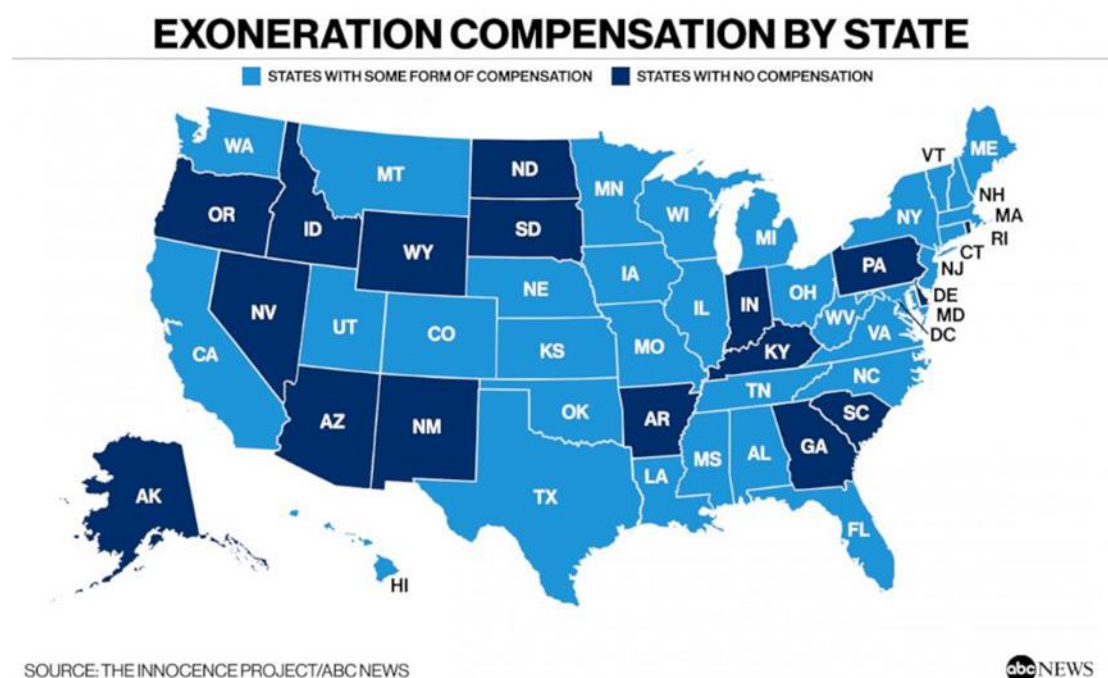 EXONERATION COMPENSATION BY STATE
STATES WITH SOME FORM OF COMPENSATION STATES WITH NO COMPENSATION
WA
MT
ND
MN
VT
ME
OR
ID
WY
SD
WI
MI
NY
NH
MA
RI
CT
NJ
PA
NV
UT
CO
NE
IA
IL
IN
OH
DE
MD
DC
WV
VA
CA
KS
MO
KY
AZ
NM
OK
AR
TN
NC
SC
TX
LA
MS
AL
GA
FL
AK
HI
SOURCE: THE INNOCENCE PROJECT/ABC NEWS
abc NEWS